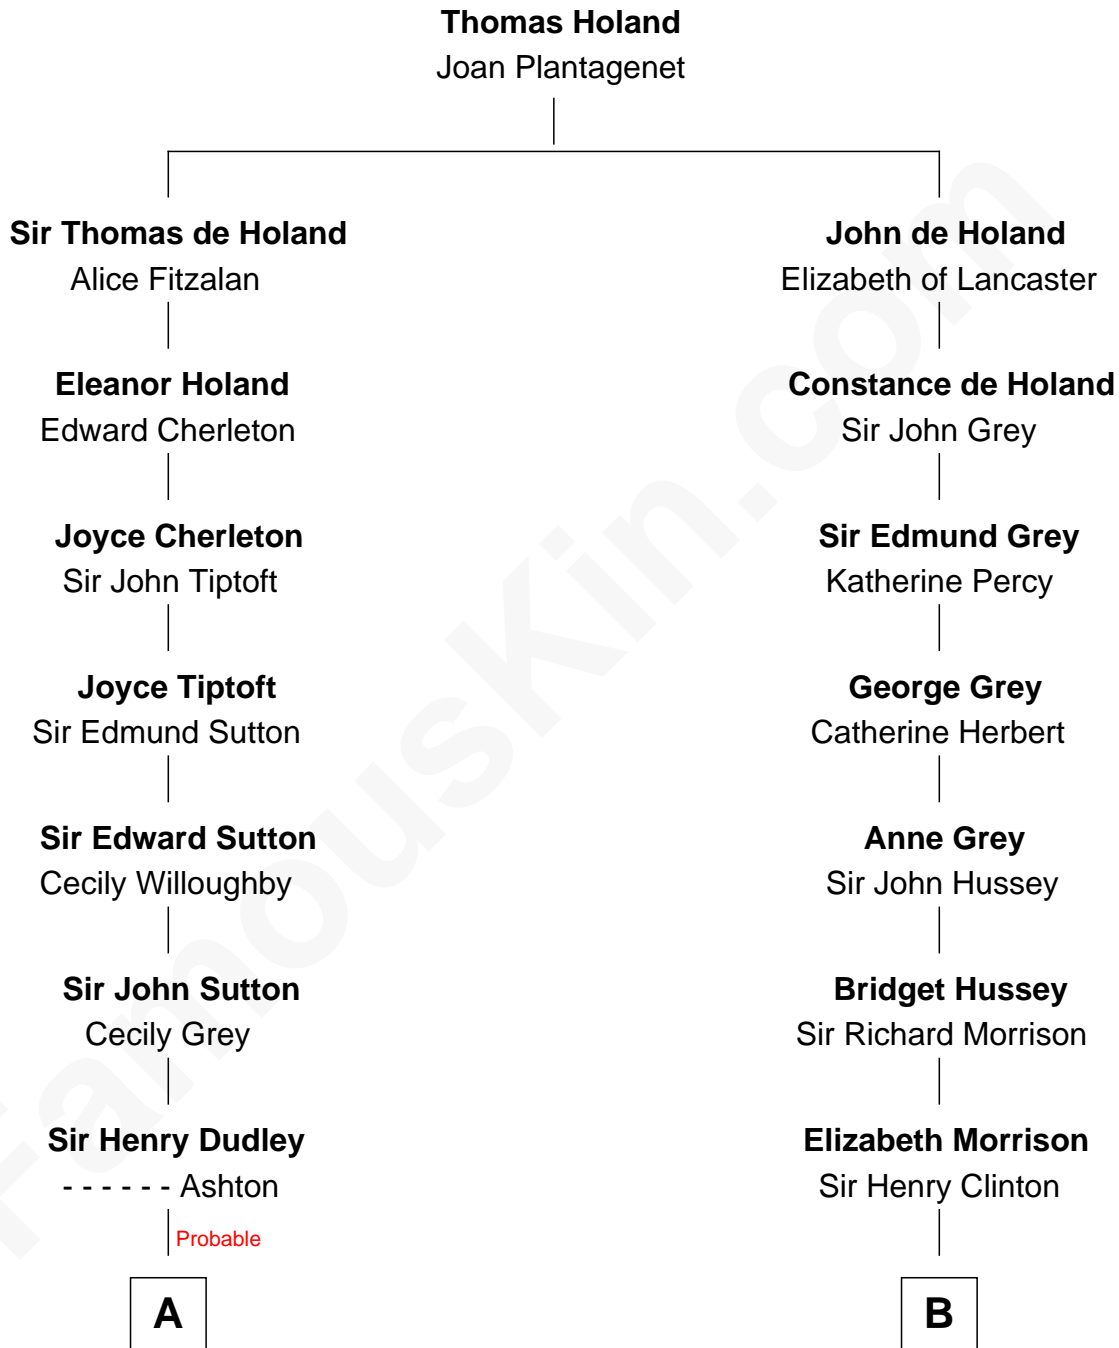 Thomas Holand
Joan Plantagenet
Sir Thomas de Holand
Alice Fitzalan
John de Holand
Elizabeth of Lancaster
Eleanor Holand
Edward Cherleton
Constance de Holand
Sir John Grey
Joyce Cherleton
Sir John Tiptoft
Sir Edmund Grey
Katherine Percy
Joyce Tiptoft
Sir Edmund Sutton
George Grey
Catherine Herbert
Sir Edward Sutton
Cecily Willoughby
Anne Grey
Sir John Hussey
Sir John Sutton
Cecily Grey
Bridget Hussey
Sir Richard Morrison
Sir Henry Dudley
- - - - - - Ashton
Elizabeth Morrison
Sir Henry Clinton
Probable
A
B
FamousKin.com